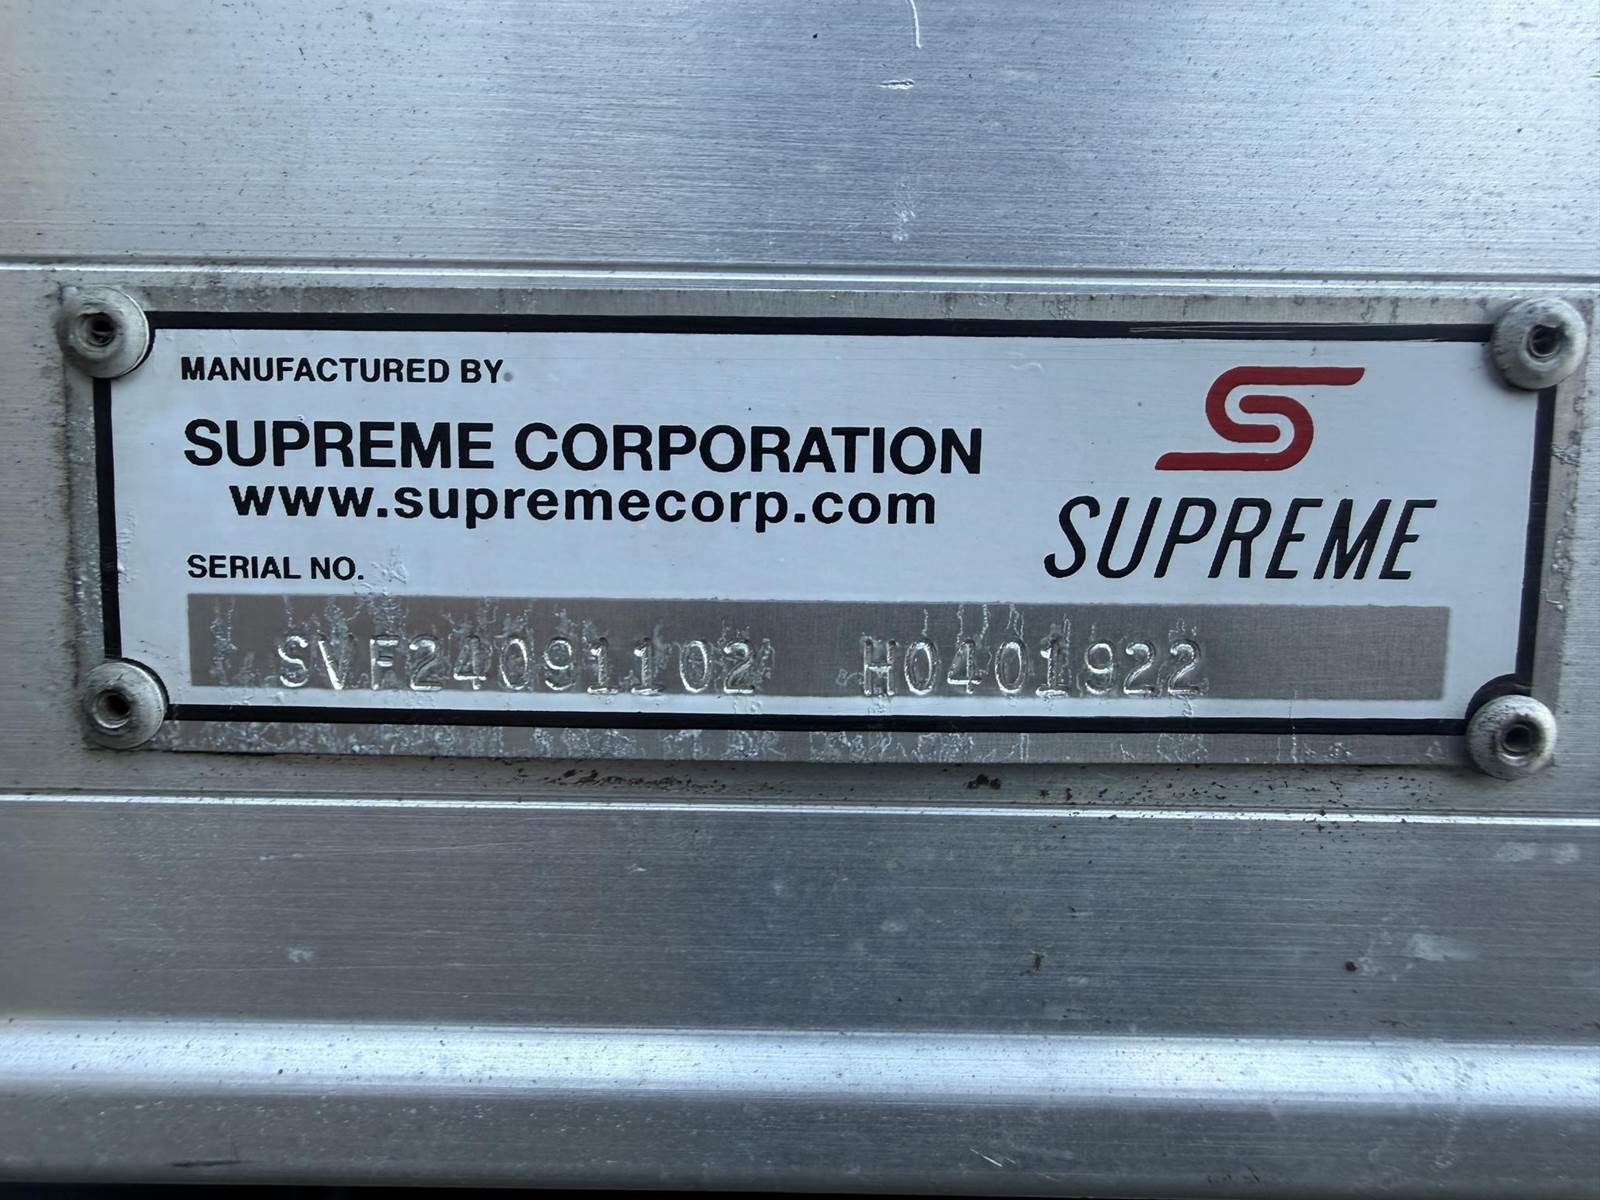 MANUFACTURED BY
SUPREME CORPORATION
www.supremecorp.com
SUPREME
SERIAL NO.
SVF24091102 H0401922